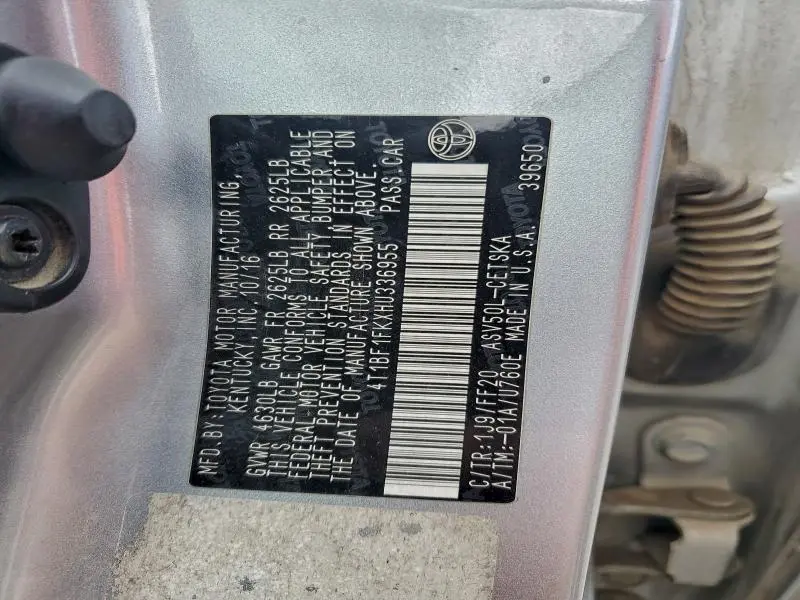 MFD.BY:TOYOTA MOTOR MANUFACTURING,
KENTUCKY, INC. 10/16
GVWR 4630LB GAWR FR 2625LB RR 2625LB
THIS VEHICLE CONFORMS TO ALL APPLICABLE
FEDERAL MOTOR VEHICLE SAFETY, BUMPER, AND
THEFT PREVENTION STANDARDS IN EFFECT ON
THE DATE OF MANUFACTURE SHOWN ABOVE.
4T1BF1FKXHU336955 PASS.CAR
C/TR:1J9/FF20 ASV50L-CETSKA
A/TM:-01A/U760E MADE IN U.S.A. 39650